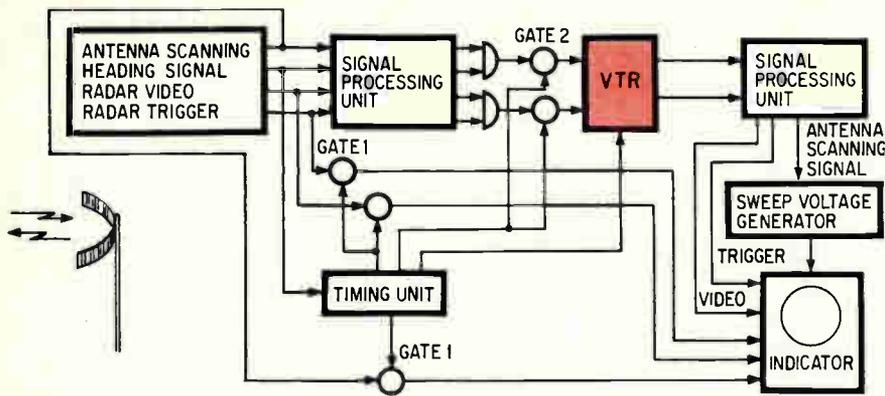 ANTENNA SCANNING
HEADING SIGNAL
RADAR VIDEO
RADAR TRIGGER
SIGNAL
PROCESSING
UNIT
GATE 2
VTR
SIGNAL
PROCESSING
UNIT
GATE 1
ANTENNA
SCANNING
SIGNAL
SWEEP VOLTAGE
GENERATOR
TRIGGER
TIMING UNIT
VIDEO
GATE 1
INDICATOR